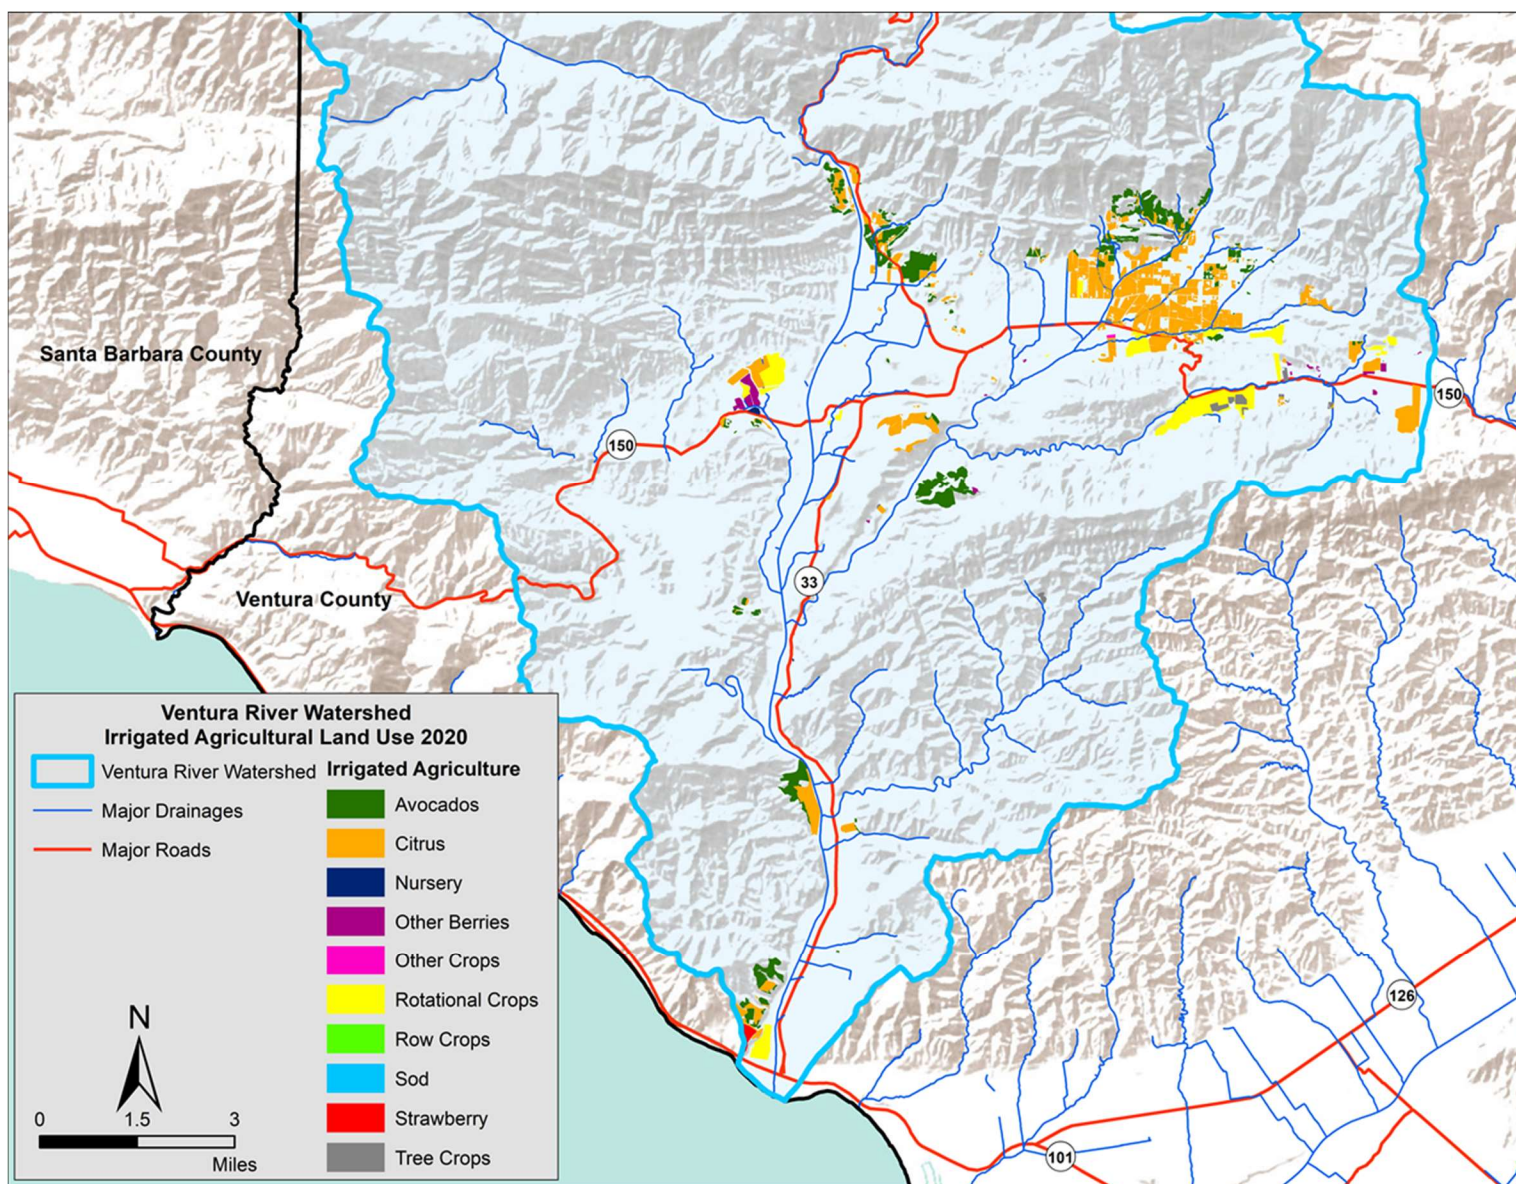 Santa Barbara County
150
150
33
Ventura County
Ventura River Watershed
Irrigated Agricultural Land Use 2020
Ventura River Watershed
Major Drainages
Major Roads
Irrigated Agriculture
Avocados
Citrus
Nursery
Other Berries
Other Crops
Rotational Crops
Row Crops
Sod
Strawberry
Tree Crops
N
0 1.5 3
Miles
126
101